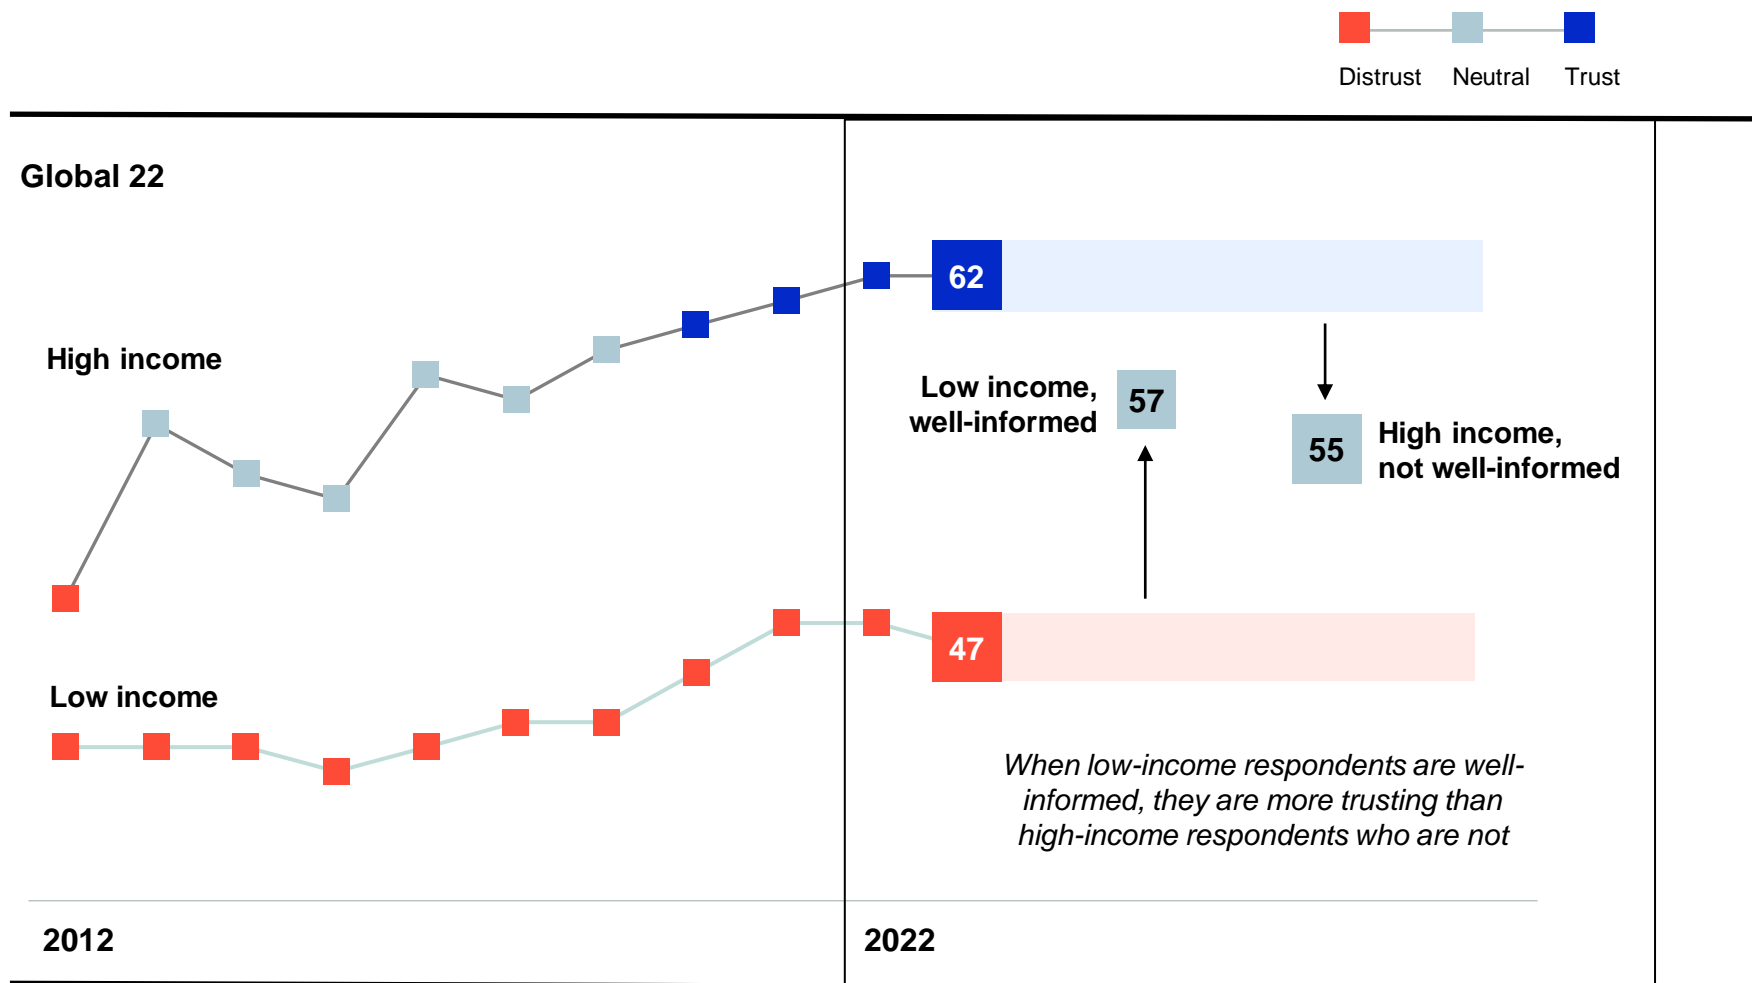 Distrust Neutral Trust
Global 22
High income
Low income
62
Low income,
well-informed
57
55
High income,
not well-informed
47
When low-income respondents are well-
informed, they are more trusting than
high-income respondents who are not
2012
2022